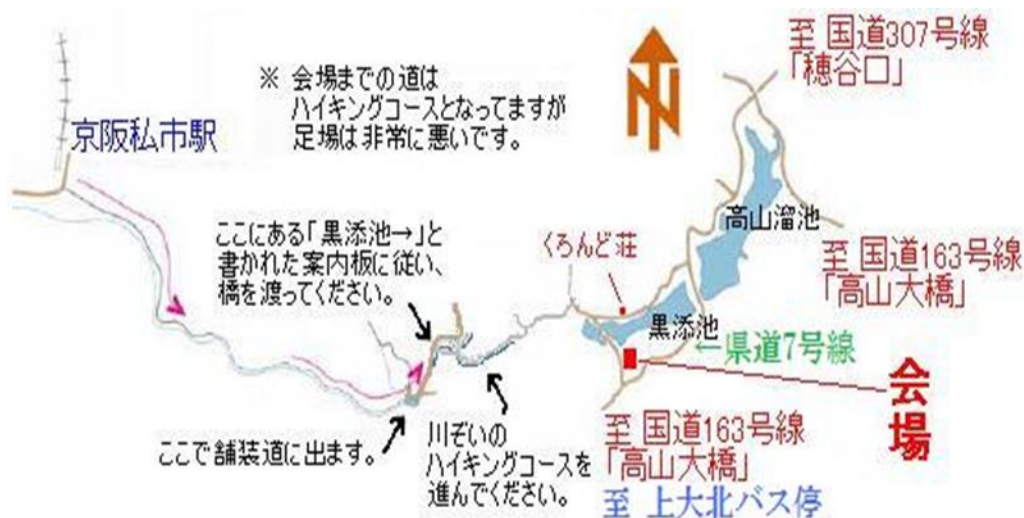 至 国道307号線
「穂谷口」
※ 会場までの道は
ハイキングコースとなってますが
足場は非常に悪いです。
N
京阪私市駅
ここにある「黒添池→」と
書かれた案内板に従い、
橋を渡ってください。
くろんど荘
高山溜池
至 国道163号線
「高山大橋」
黒添池
←県道7号線
会場
ここで舗装道に出ます。
川ぞいの
ハイキングコースを
進んでください。
至 国道163号線
「高山大橋」
至 上大北バス停